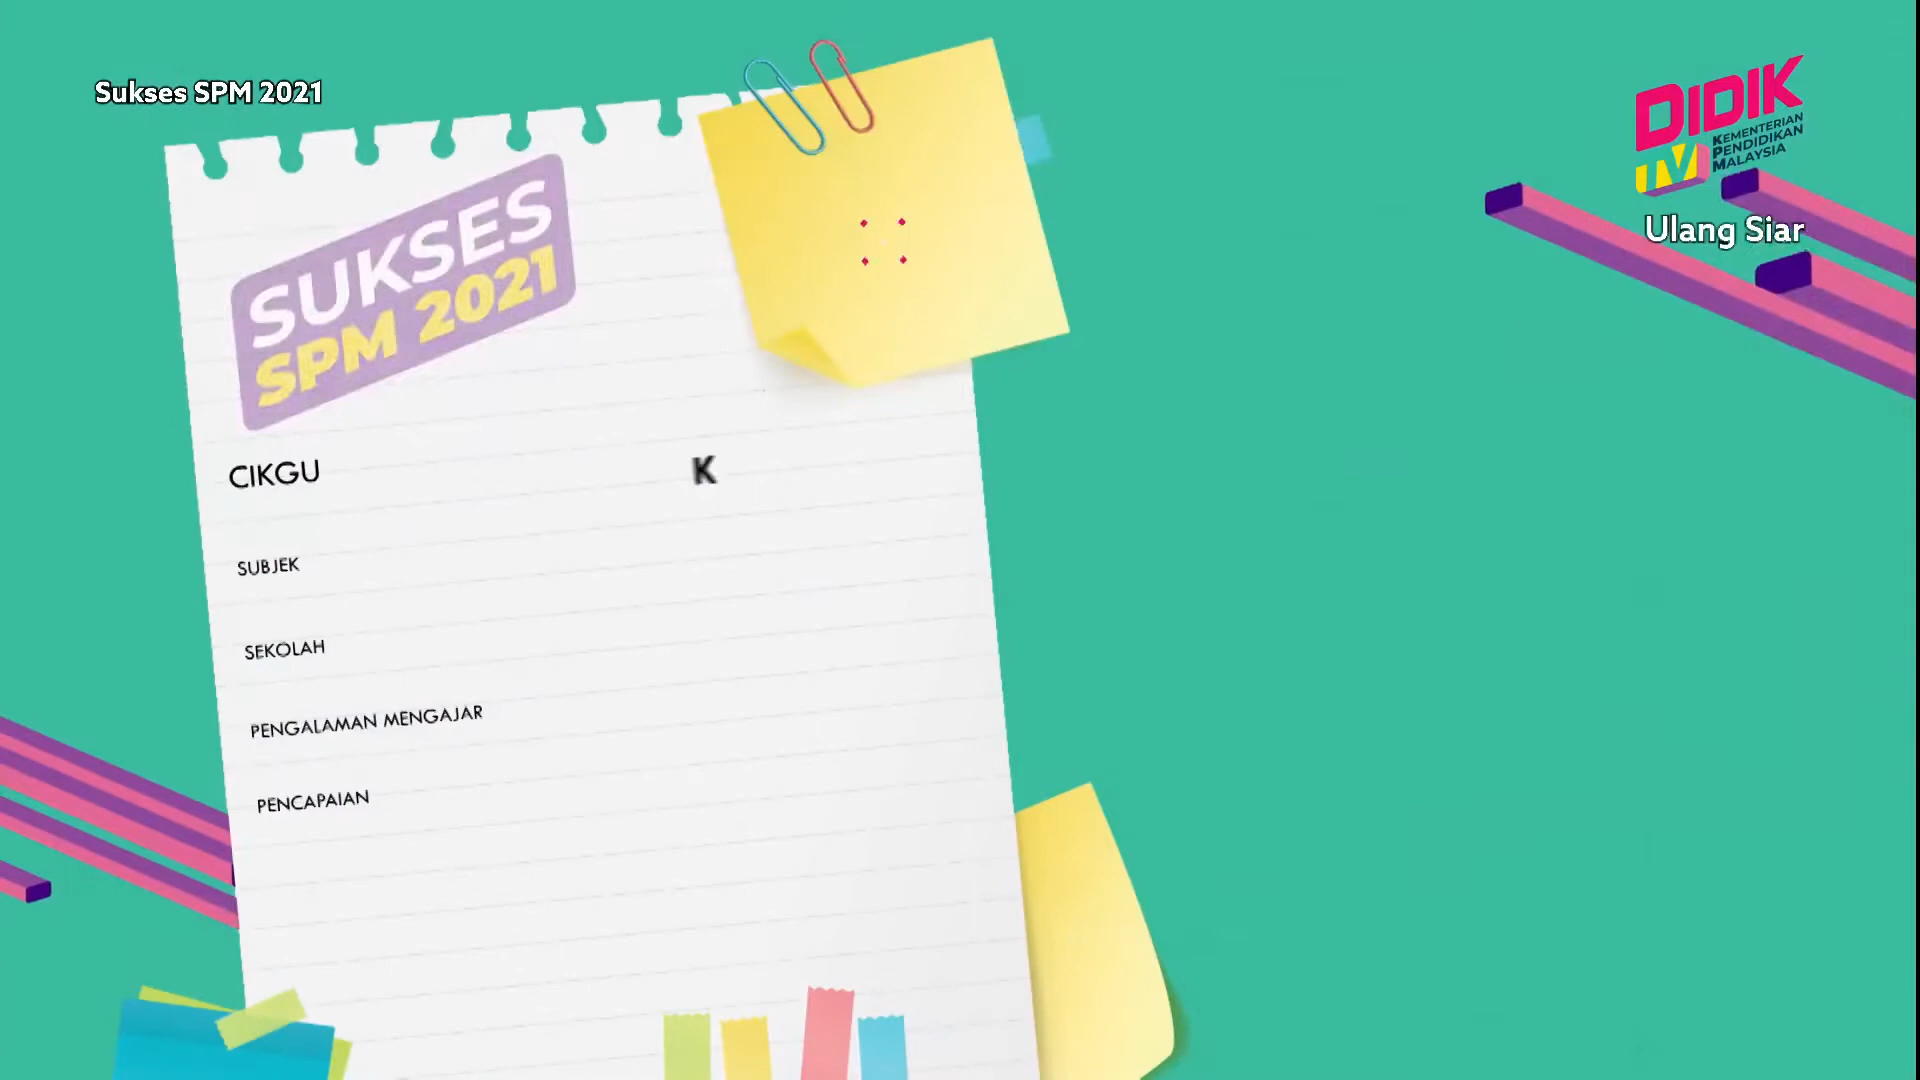 Sukses SPM 2021
DIDIK
TV
KEMENTERIAN
PENDIDIKAN
MALAYSIA
Ulang Siar
SUKSES
SPM 2021
CIKGU
K
SUBJEK
SEKOLAH
PENGALAMAN MENGAJAR
PENCAPAIAN